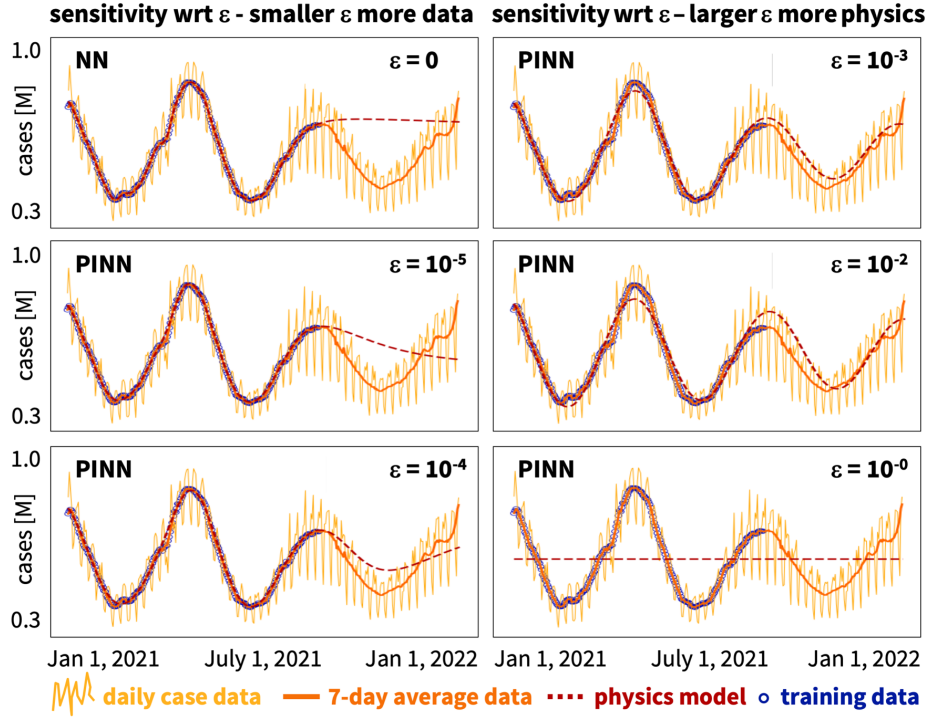 sensitivity wrt ε - smaller ε more data
sensitivity wrt ε – larger ε more physics
1.0
cases [M]
0.3
NN
ε = 0
PINN
ε = 10⁻³
1.0
cases [M]
0.3
PINN
ε = 10⁻⁵
PINN
ε = 10⁻²
1.0
cases [M]
0.3
PINN
ε = 10⁻⁴
PINN
ε = 10⁻⁰
Jan 1, 2021 July 1, 2021 Jan 1, 2022
Jan 1, 2021 July 1, 2021 Jan 1, 2022
daily case data 7-day average data physics model training data